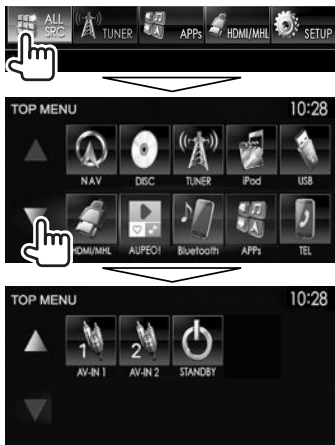 ALL SRC TUNER APPs HDMI/MHL SETUP
TOP MENU 10:28
NAV DISC TUNER iPod USB
HDMI/MHL AUPEO! Bluetooth APPs TEL
TOP MENU 10:28
1 2
AV-IN 1 AV-IN 2 STANDBY